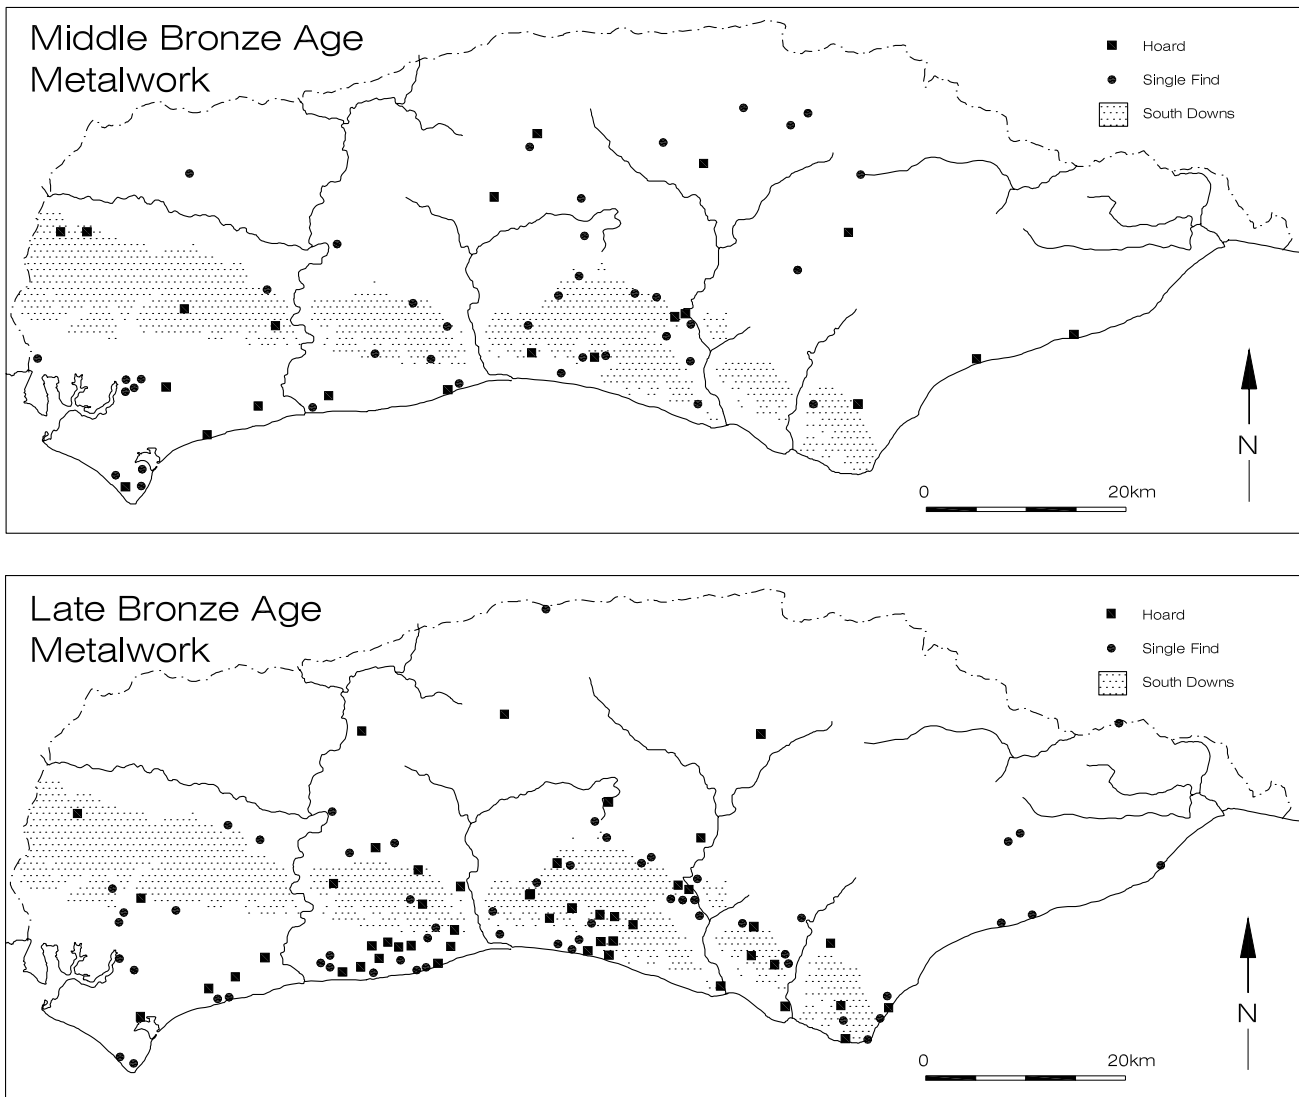 Middle Bronze Age
Metalwork
Hoard
Single Find
South Downs
N
0 20km
Late Bronze Age
Metalwork
Hoard
Single Find
South Downs
N
0 20km